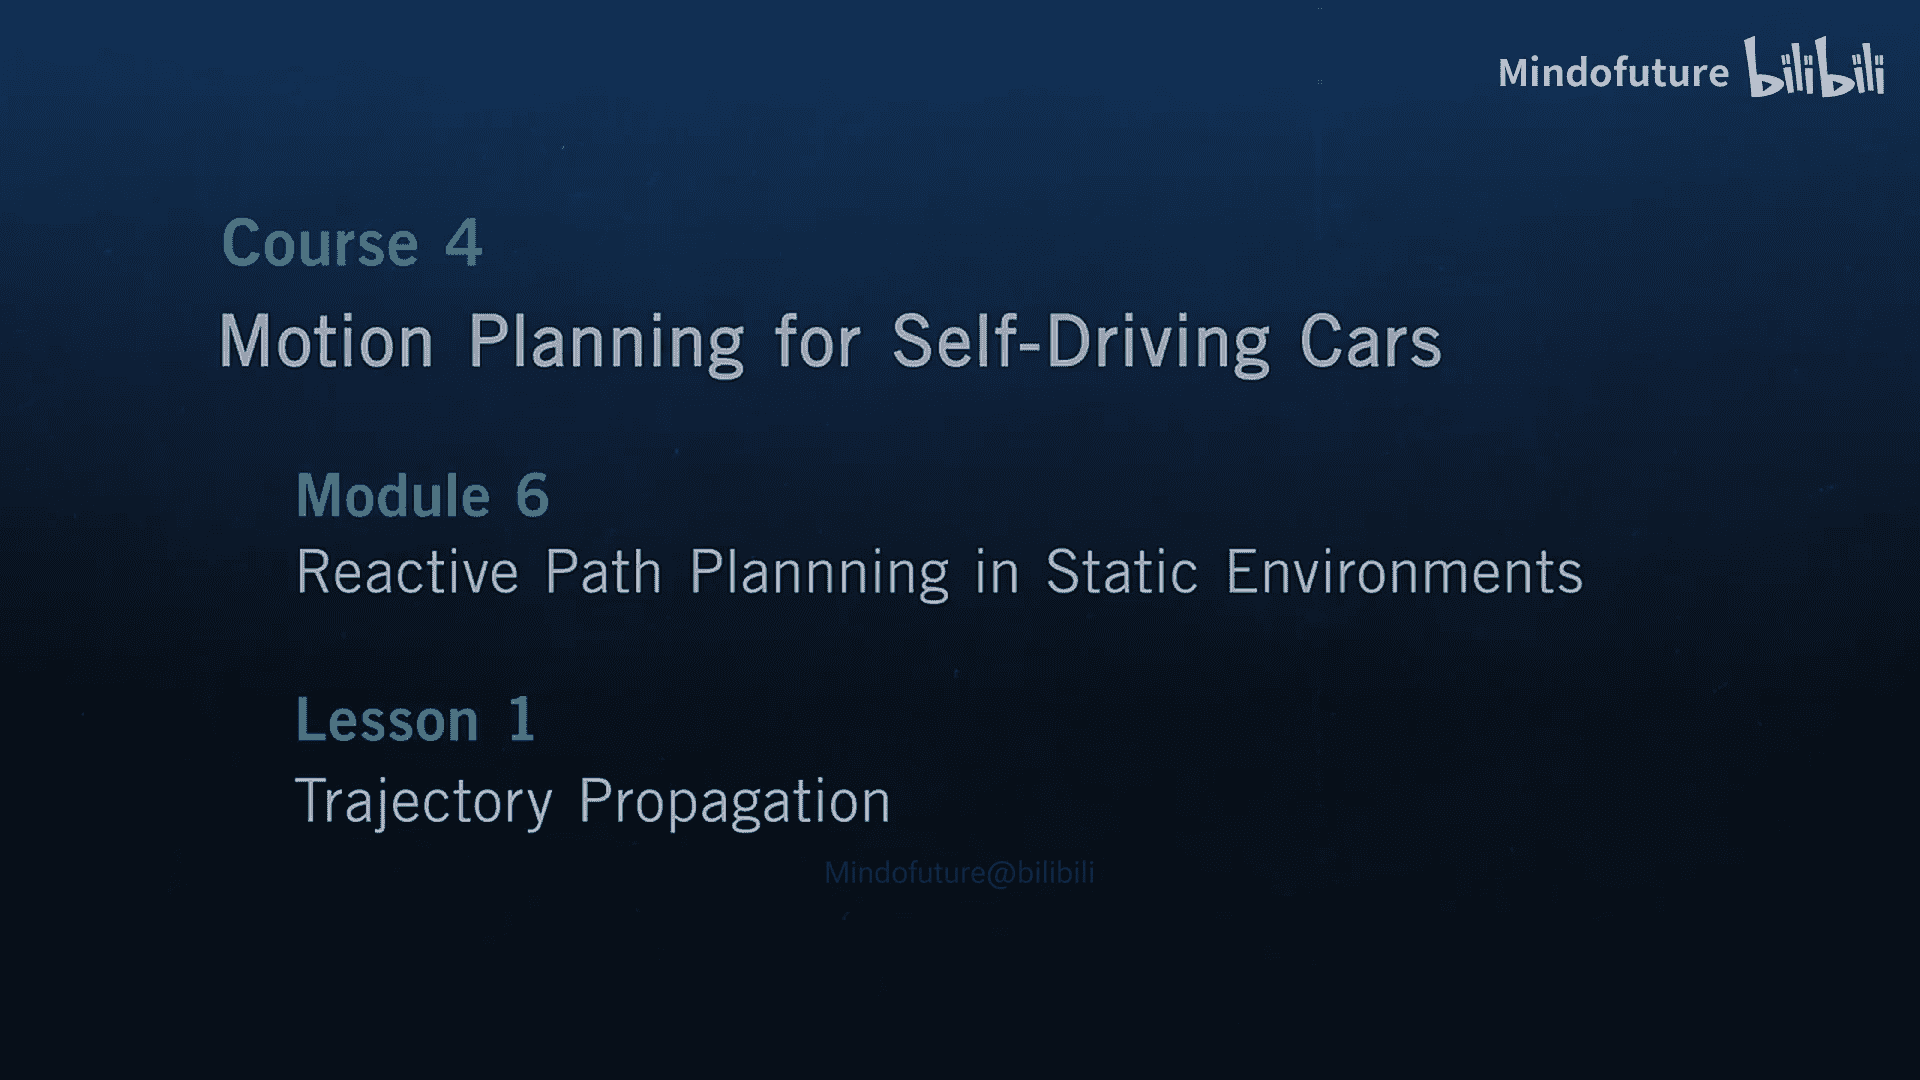 Mindofuture bilibili
Course 4
Motion Planning for Self-Driving Cars
Module 6
Reactive Path Plannning in Static Environments
Lesson 1
Trajectory Propagation
Mindofuture@bilibili